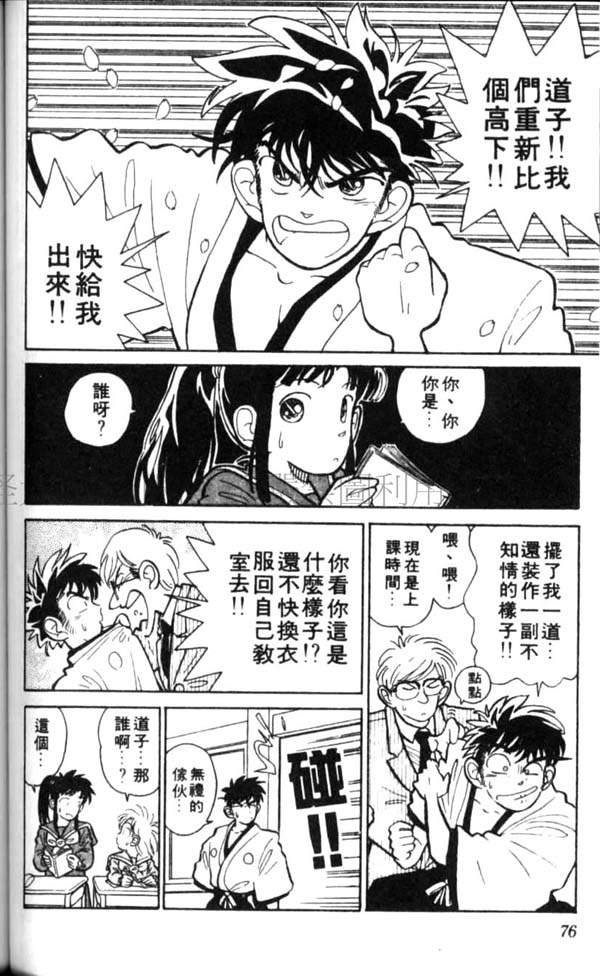 道子!!我
們重新比
個高下!!
快給我
出來!!
你、你
你是…
誰呀?
擺了我一道…
還裝作一副不
知情的樣子!!
喂、喂!
現在是上
課時間…
點點
你看你這是
什麼樣子!?
還不快換衣
服回自己教
室去!!
碰!!
無禮的
傢伙…
道子…那
誰啊…?
這個…
76